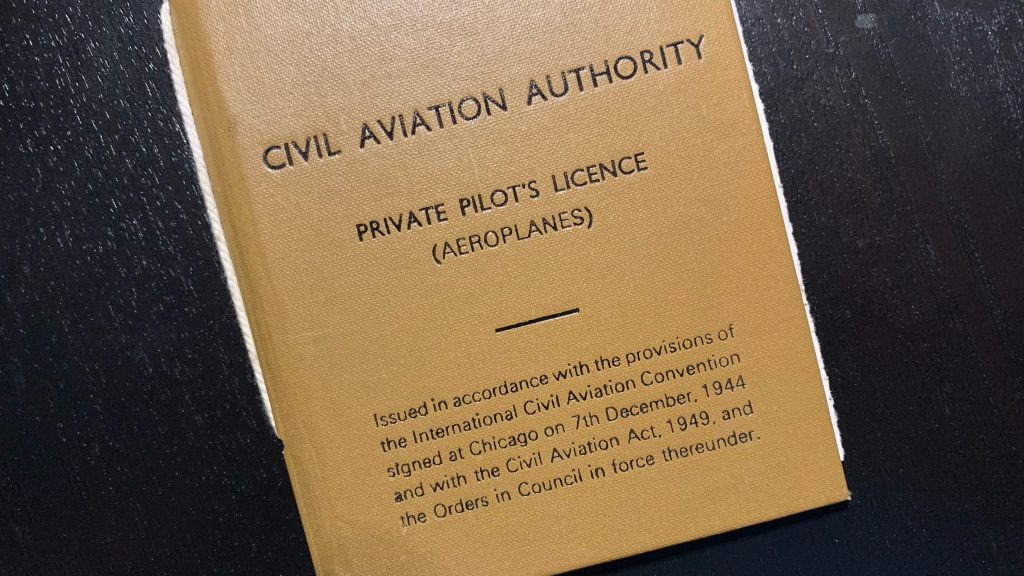 CIVIL AVIATION AUTHORITY
PRIVATE PILOT'S LICENCE
(AEROPLANES)
Issued in accordance with the provisions of
the International Civil Aviation Convention
signed at Chicago on 7th December, 1944
and with the Civil Aviation Act, 1949, and
the Orders in Council in force thereunder.